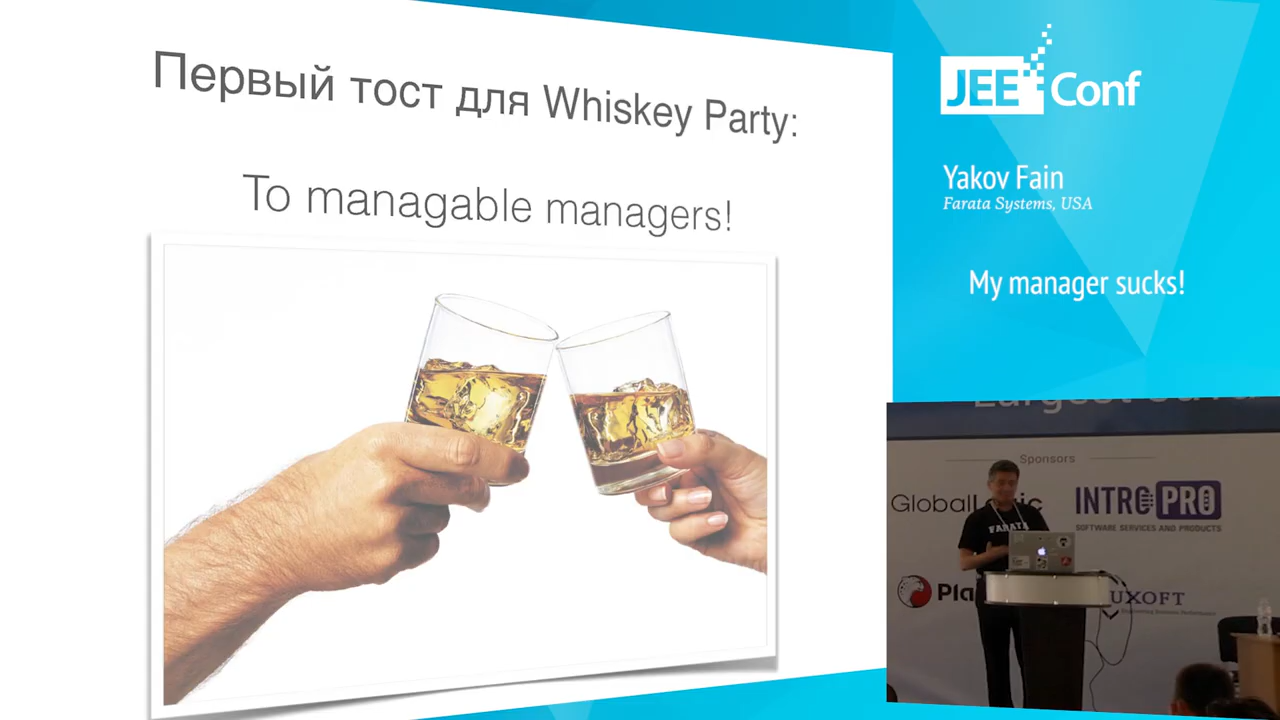 Первый тост для Whiskey Party:
To managable managers!
JEE Conf
Yakov Fain
Farata Systems, USA
My manager sucks!
Sponsors
INTRO PRO
SOFTWARE SERVICES AND PRODUCTS
FARATA
UXOFT